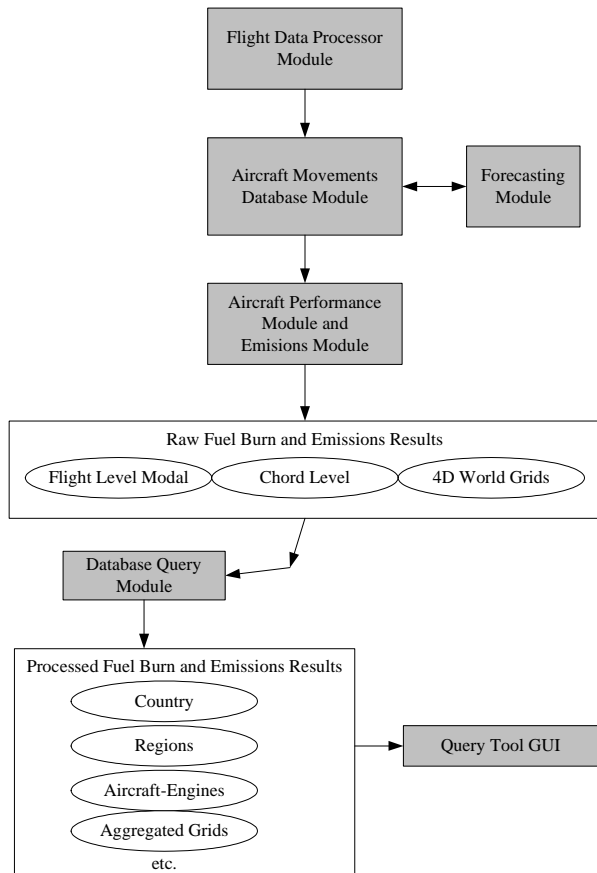 Flight Data Processor
Module
Aircraft Movements
Database Module
Forecasting
Module
Aircraft Performance
Module and
Emisions Module
Raw Fuel Burn and Emissions Results
Flight Level Modal
Chord Level
4D World Grids
Database Query
Module
Processed Fuel Burn and Emissions Results
Country
Regions
Aircraft-Engines
Aggregated Grids
etc.
Query Tool GUI